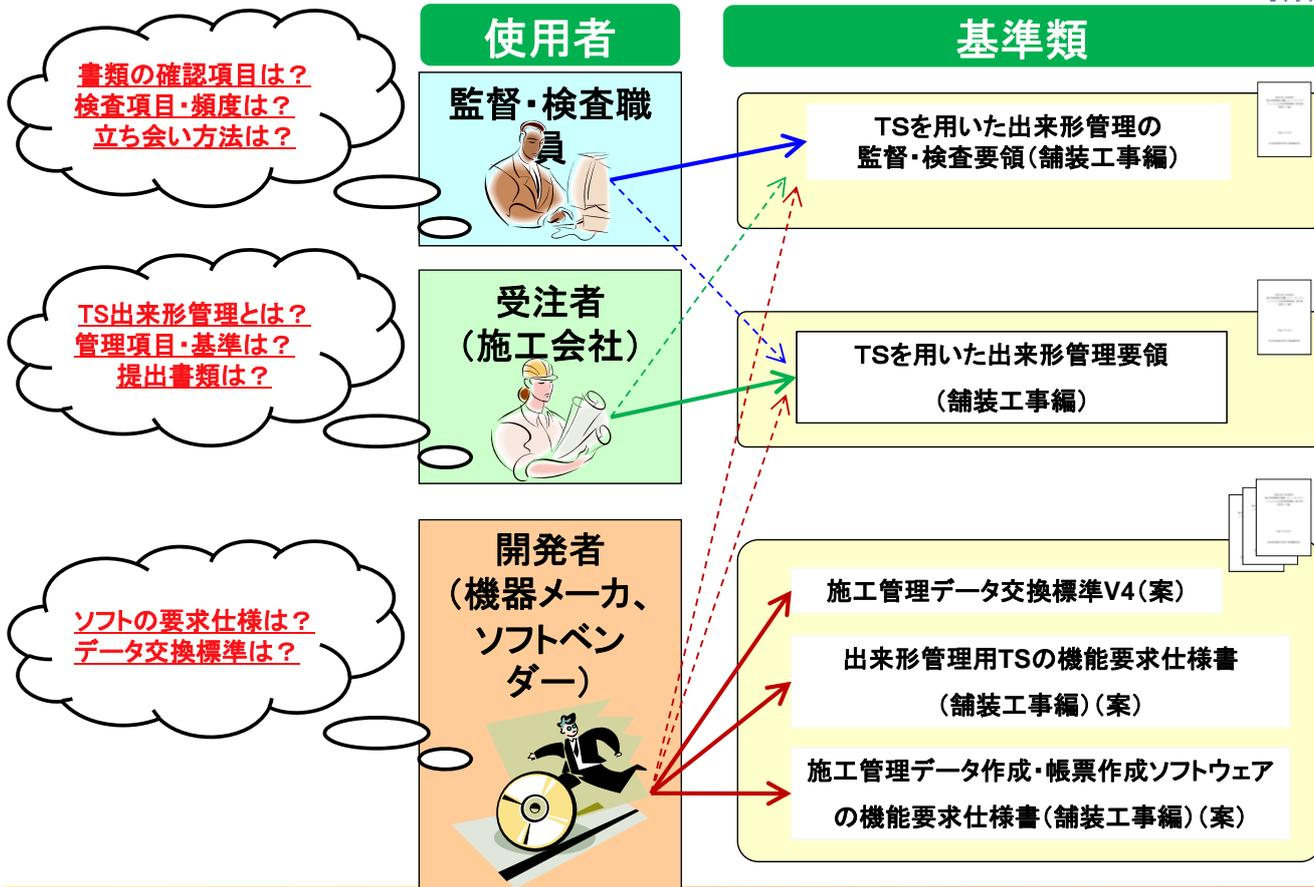 使用者
基準類
書類の確認項目は？
検査項目・頻度は？
立ち会い方法は？
監督・検査職
員
TSを用いた出来形管理の
監督・検査要領（舗装工事編）
TS出来形管理とは？
管理項目・基準は？
提出書類は？
受注者
（施工会社）
TSを用いた出来形管理要領
（舗装工事編）
ソフトの要求仕様は？
データ交換標準は？
開発者
（機器メーカ、
ソフトベン
ダー）
施工管理データ交換標準V4（案）
出来形管理用TSの機能要求仕様書
（舗装工事編）（案）
施工管理データ作成・帳票作成ソフトウェア
の機能要求仕様書（舗装工事編）（案）